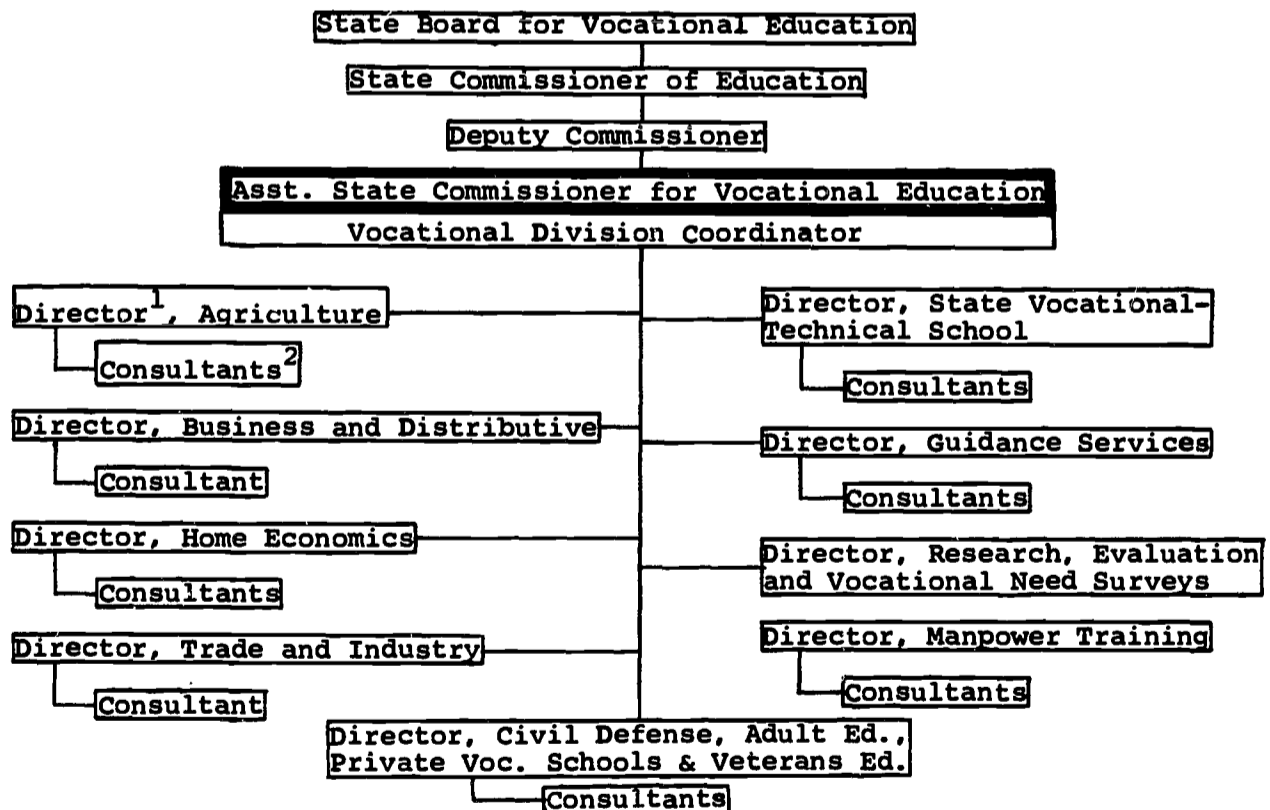 State Board for Vocational Education
State Commissioner of Education
Deputy Commissioner
Asst. State Commissioner for Vocational Education
Vocational Division Coordinator
Director1, Agriculture
Consultants2
Director, Business and Distributive
Consultant
Director, Home Economics
Consultants
Director, Trade and Industry
Consultant
Director, State Vocational-
Technical School
Consultants
Director, Guidance Services
Consultants
Director, Research, Evaluation
and Vocational Need Surveys
Director, Manpower Training
Consultants
Director, Civil Defense, Adult Ed.,
Private Voc. Schools & Veterans Ed.
Consultants